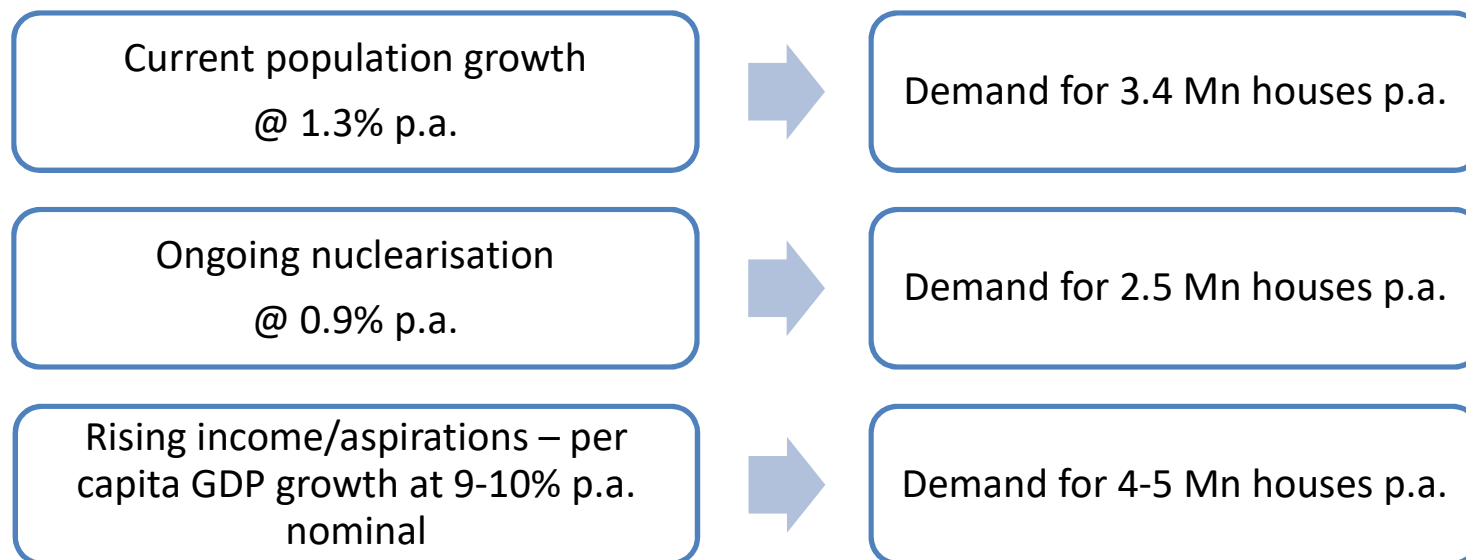 Current population growth
@ 1.3% p.a.
Demand for 3.4 Mn houses p.a.
Ongoing nuclearisation
@ 0.9% p.a.
Demand for 2.5 Mn houses p.a.
Rising income/aspirations – per
capita GDP growth at 9-10% p.a.
nominal
Demand for 4-5 Mn houses p.a.